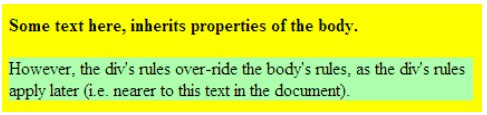 Some text here, inherits properties of the body.
However, the div's rules over-ride the body's rules, as the div's rules
apply later (i.e. nearer to this text in the document).